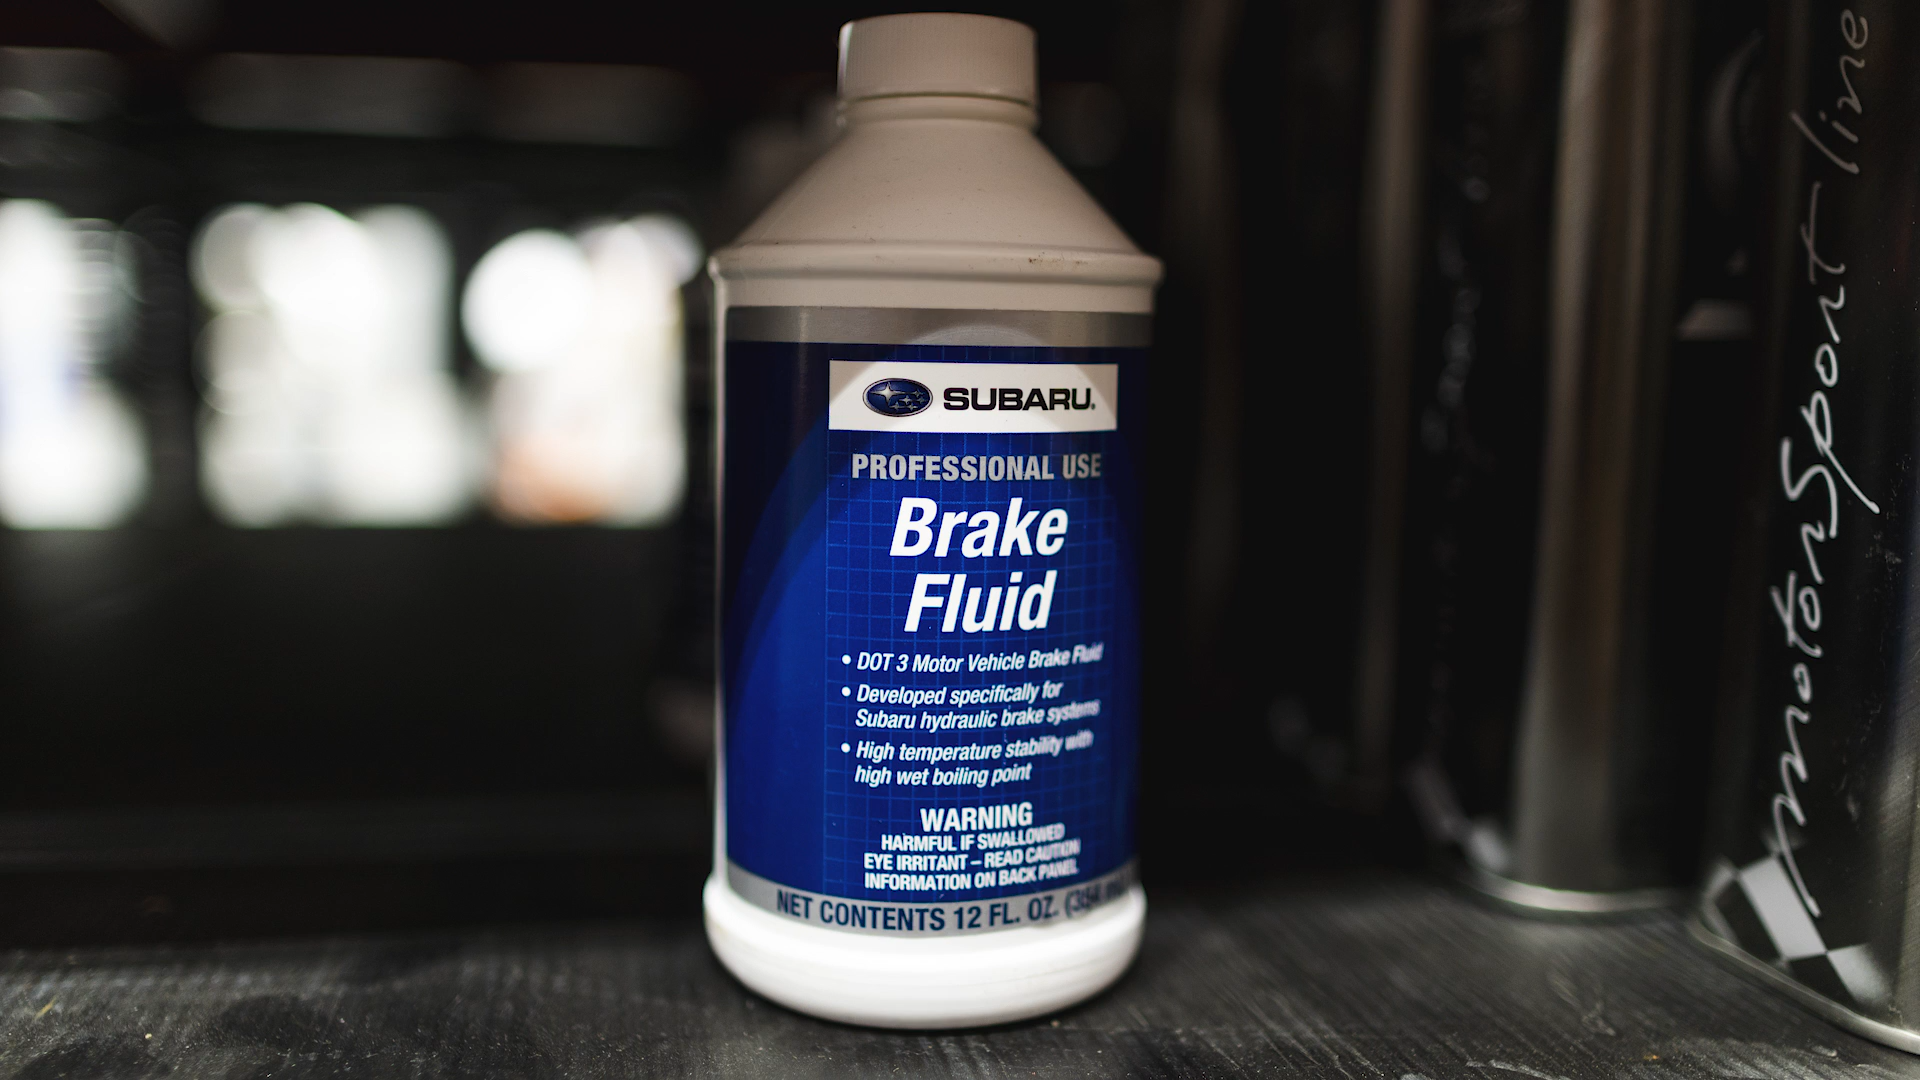 SUBARU®
PROFESSIONAL USE
Brake
Fluid
• DOT 3 Motor Vehicle Brake Fluid
• Developed specifically for
Subaru hydraulic brake systems
• High temperature stability with
high wet boiling point
WARNING
HARMFUL IF SWALLOWED
EYE IRRITANT – READ CAUTION
INFORMATION ON BACK PANEL
NET CONTENTS 12 FL. OZ.
motorSport line